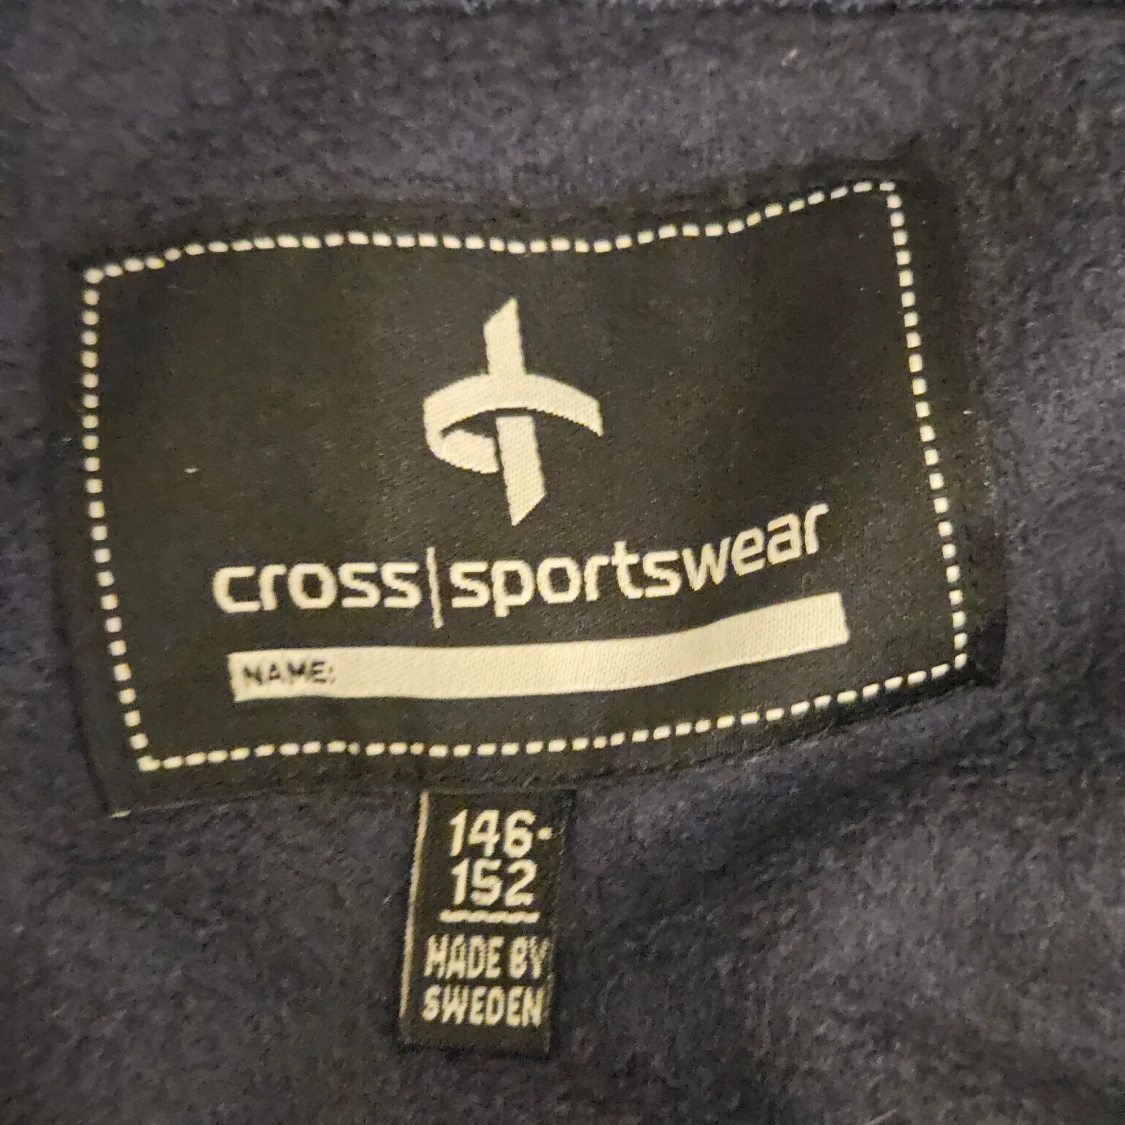 cross|sportswear
NAME:
146-
152
MADE BY
SWEDEN